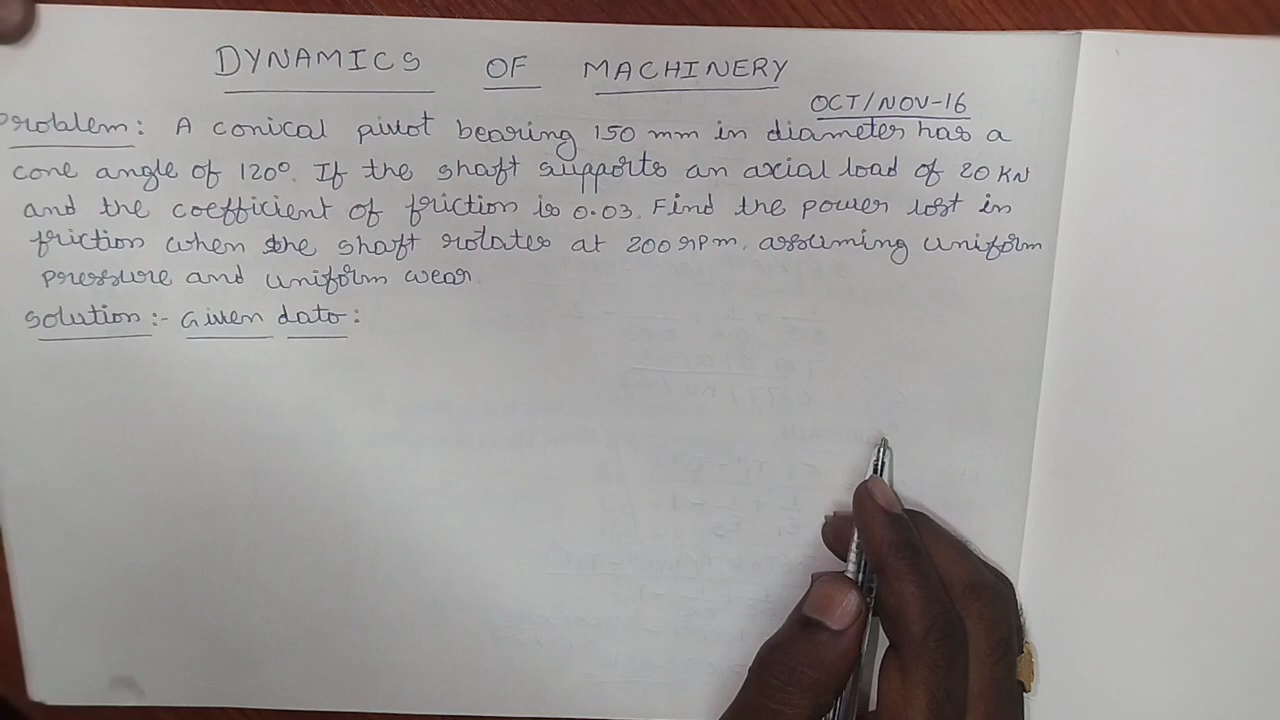 DYNAMICS OF MACHINERY
OCT/NOV-16
Problem: A conical pivot bearing 150 mm in diameter has a
cone angle of 120°. If the shaft supports an axial load of 20 KN
and the coefficient of friction is 0.03. Find the power lost in
friction when the shaft rotates at 200 rpm, assuming uniform
pressure and uniform wear
Solution:- Given data: